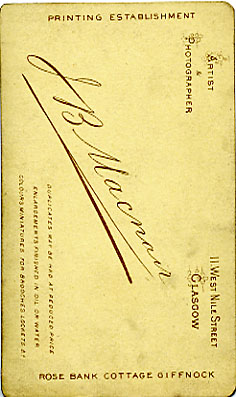 PRINTING ESTABLISHMENT
ARTIST
&
PHOTOGRAPHER
J B Macnair
11 WEST NILE STREET
GLASGOW
DUPLICATES MAY BE HAD AT REDUCED PRICE
ENLARGEMENTS FINISHED IN OIL OR WATER
COLOURS MINIATURES FOR BROOCHES LOCKETS &c
ROSE BANK COTTAGE GIFFNOCK